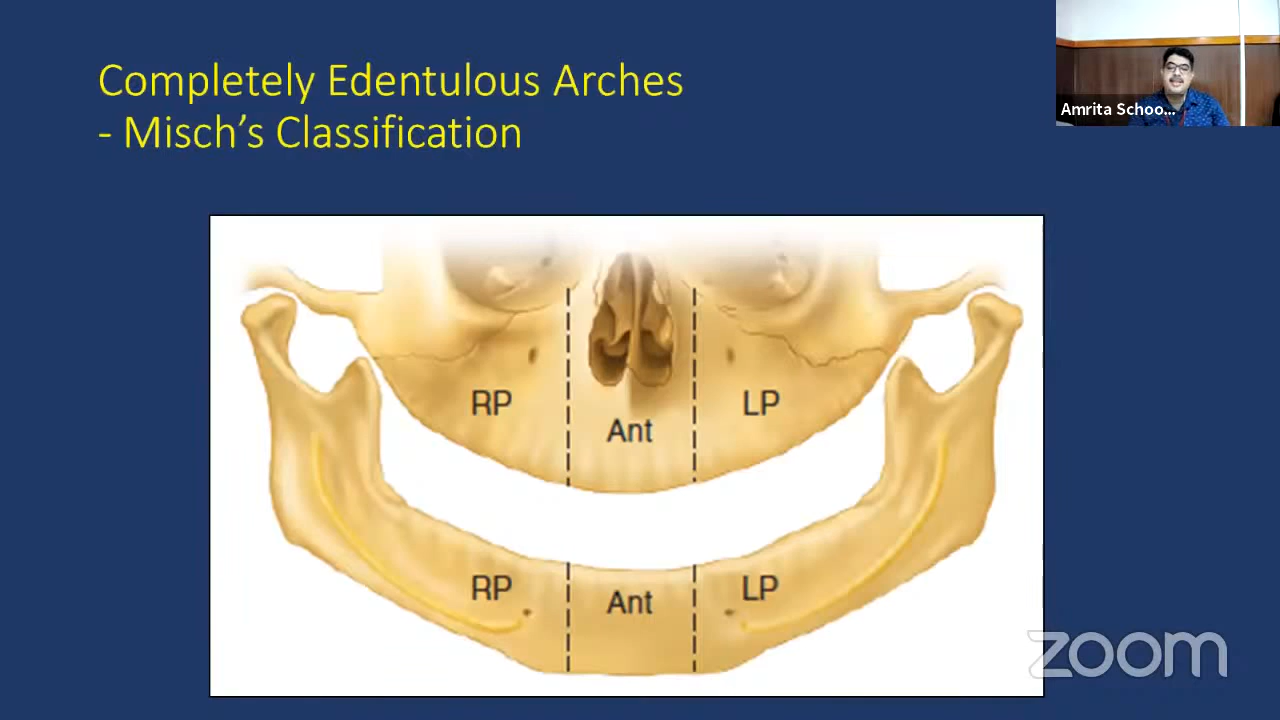 Completely Edentulous Arches
- Misch's Classification
Amrita Schoo...
RP
Ant
LP
RP
Ant
LP
zoom